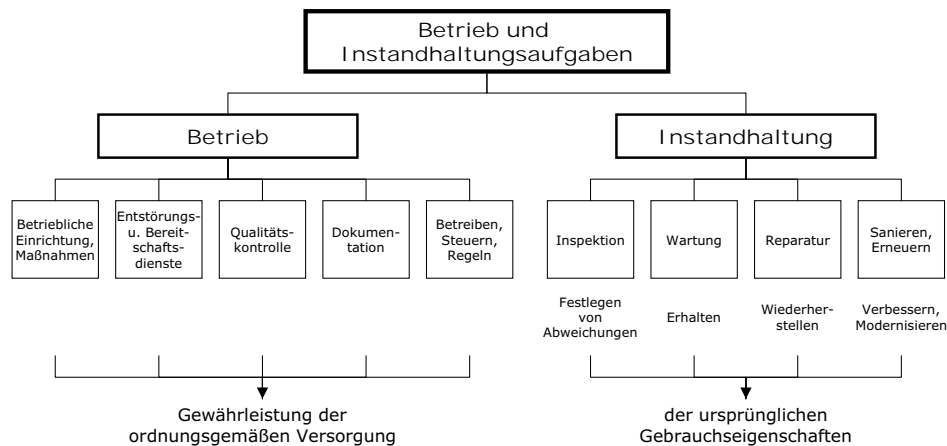 Betrieb und
Instandhaltungsaufgaben
Betrieb
Instandhaltung
Betriebliche
Einrichtung,
Maßnahmen
Entstörungs-
u. Bereit-
schafts-
dienste
Qualitäts-
kontrolle
Dokumen-
tation
Betreiben,
Steuern,
Regeln
Inspektion
Wartung
Reparatur
Sanieren,
Erneuern
Festlegen
von
Abweichungen
Erhalten
Wiederher-
stellen
Verbessern,
Modernisieren
Gewährleistung der
ordnungsgemäßen Versorgung
der ursprünglichen
Gebrauchseigenschaften